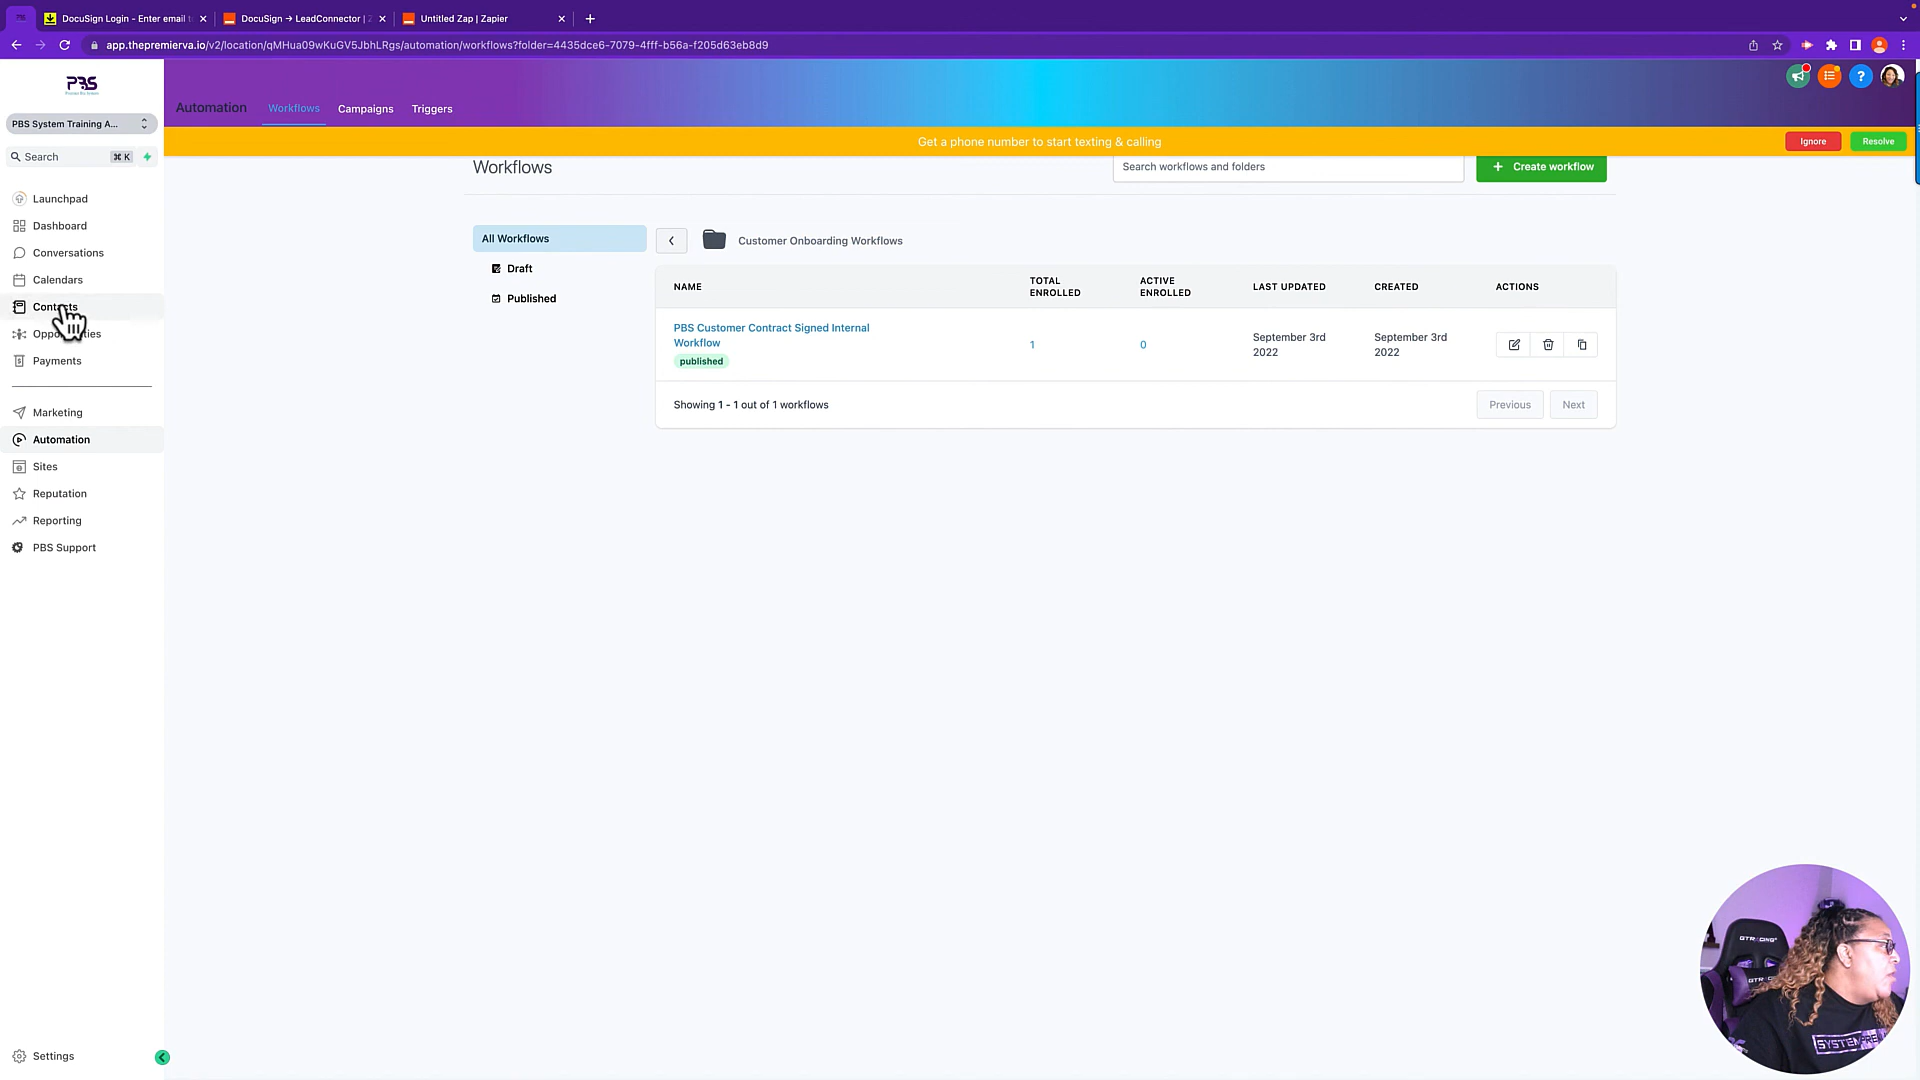 DocuSign Login - Enter email t
DocuSign → LeadConnector | Z
Untitled Zap | Zapier
app.thepremierva.io/v2/location/qMHua09wKuGV5JbhLRgs/automation/workflows?folder=4435dce6-7079-4fff-b56a-f205d63eb8d9
PBS
PBS System Training A...
Search
⌘ K
Launchpad
Dashboard
Conversations
Calendars
Contacts
Opportunities
Payments
Marketing
Automation
Sites
Reputation
Reporting
PBS Support
Settings
Automation
Workflows
Campaigns
Triggers
Get a phone number to start texting & calling
Ignore
Resolve
Workflows
Search workflows and folders
+ Create workflow
All Workflows
Draft
Published
Customer Onboarding Workflows
NAME
TOTAL
ENROLLED
ACTIVE
ENROLLED
LAST UPDATED
CREATED
ACTIONS
PBS Customer Contract Signed Internal
Workflow
published
1
0
September 3rd
2022
September 3rd
2022
Showing 1 - 1 out of 1 workflows
Previous
Next
GTRACING